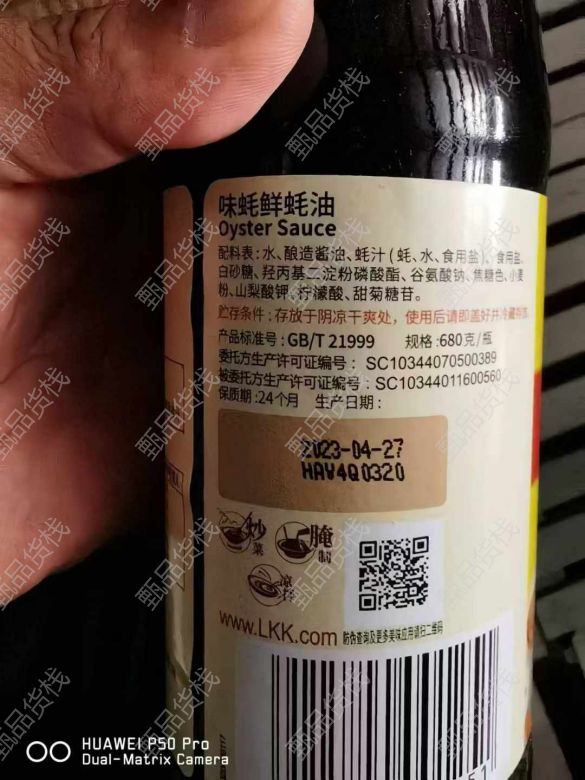 味蚝鲜蚝油
Oyster Sauce
配料表:水、酿造酱油、蚝汁(蚝、水、食用盐)、食用盐、
白砂糖、羟丙基二淀粉磷酸酯、谷氨酸钠、焦糖色、小麦
粉、山梨酸钾、柠檬酸、甜菊糖苷。
贮存条件:存放于阴凉干爽处,使用后请即盖好并冷藏
产品标准号:GB/T 21999 规格:680克/瓶
委托方生产许可证编号: SC10344070500389
被委托方生产许可证编号: SC10344011600560
保质期:24个月 生产日期:
2023-04-27
HAV4Q0320
炒菜
腌制
凉拌
www.LKK.com 防伪查询及更多美味应用请扫二维码
HUAWEI P50 Pro
Dual-Matrix Camera
甄品货栈